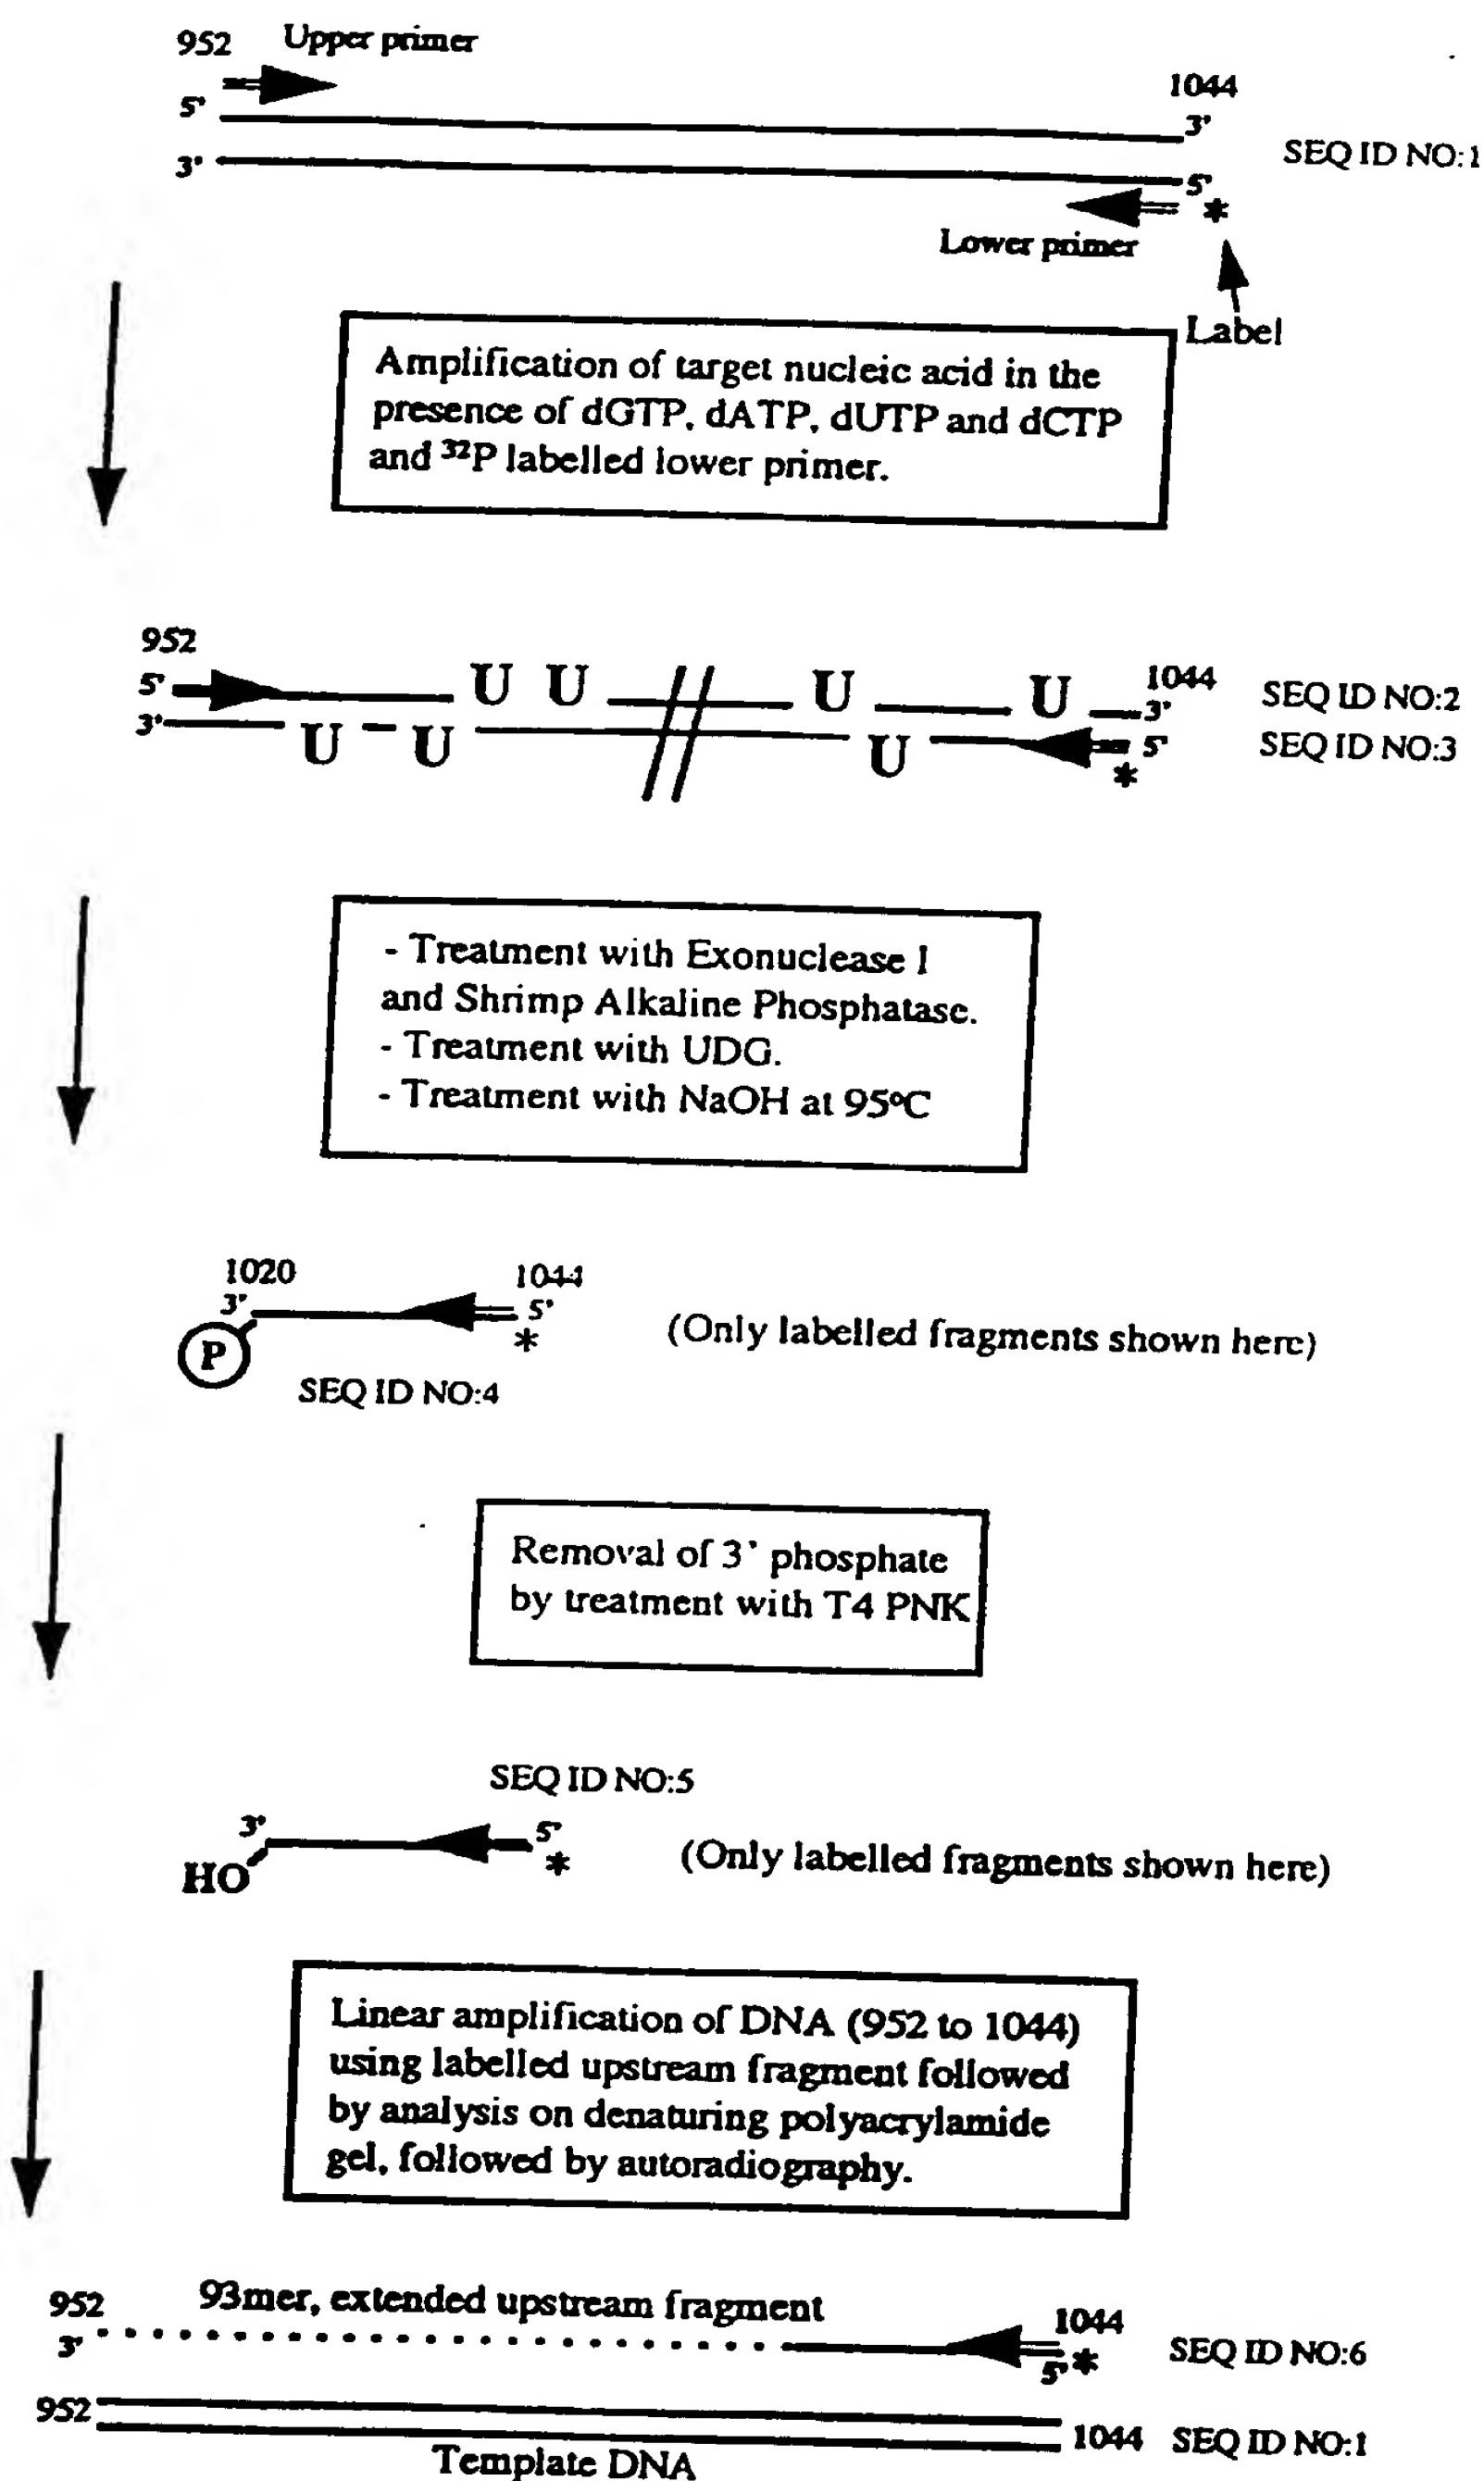 952 Upper primer
1044
5' 3'
SEQ ID NO:1
3' 5'
*
Lower primer
Label
Amplification of target nucleic acid in the
presence of dGTP, dATP, dUTP and dCTP
and ³²P labelled lower primer.
952
5' U U U U 1044 3' SEQ ID NO:2
3' U U U 5' SEQ ID NO:3
*
- Treatment with Exonuclease I
and Shrimp Alkaline Phosphatase.
- Treatment with UDG.
- Treatment with NaOH at 95°C
1020 1044
3' 5'
P * (Only labelled fragments shown here)
SEQ ID NO:4
Removal of 3' phosphate
by treatment with T4 PNK
SEQ ID NO:5
3' 5'
HO * (Only labelled fragments shown here)
Linear amplification of DNA (952 to 1044)
using labelled upstream fragment followed
by analysis on denaturing polyacrylamide
gel, followed by autoradiography.
952 93mer, extended upstream fragment 1044
3' 5' * SEQ ID NO:6
952 1044 SEQ ID NO:1
Template DNA